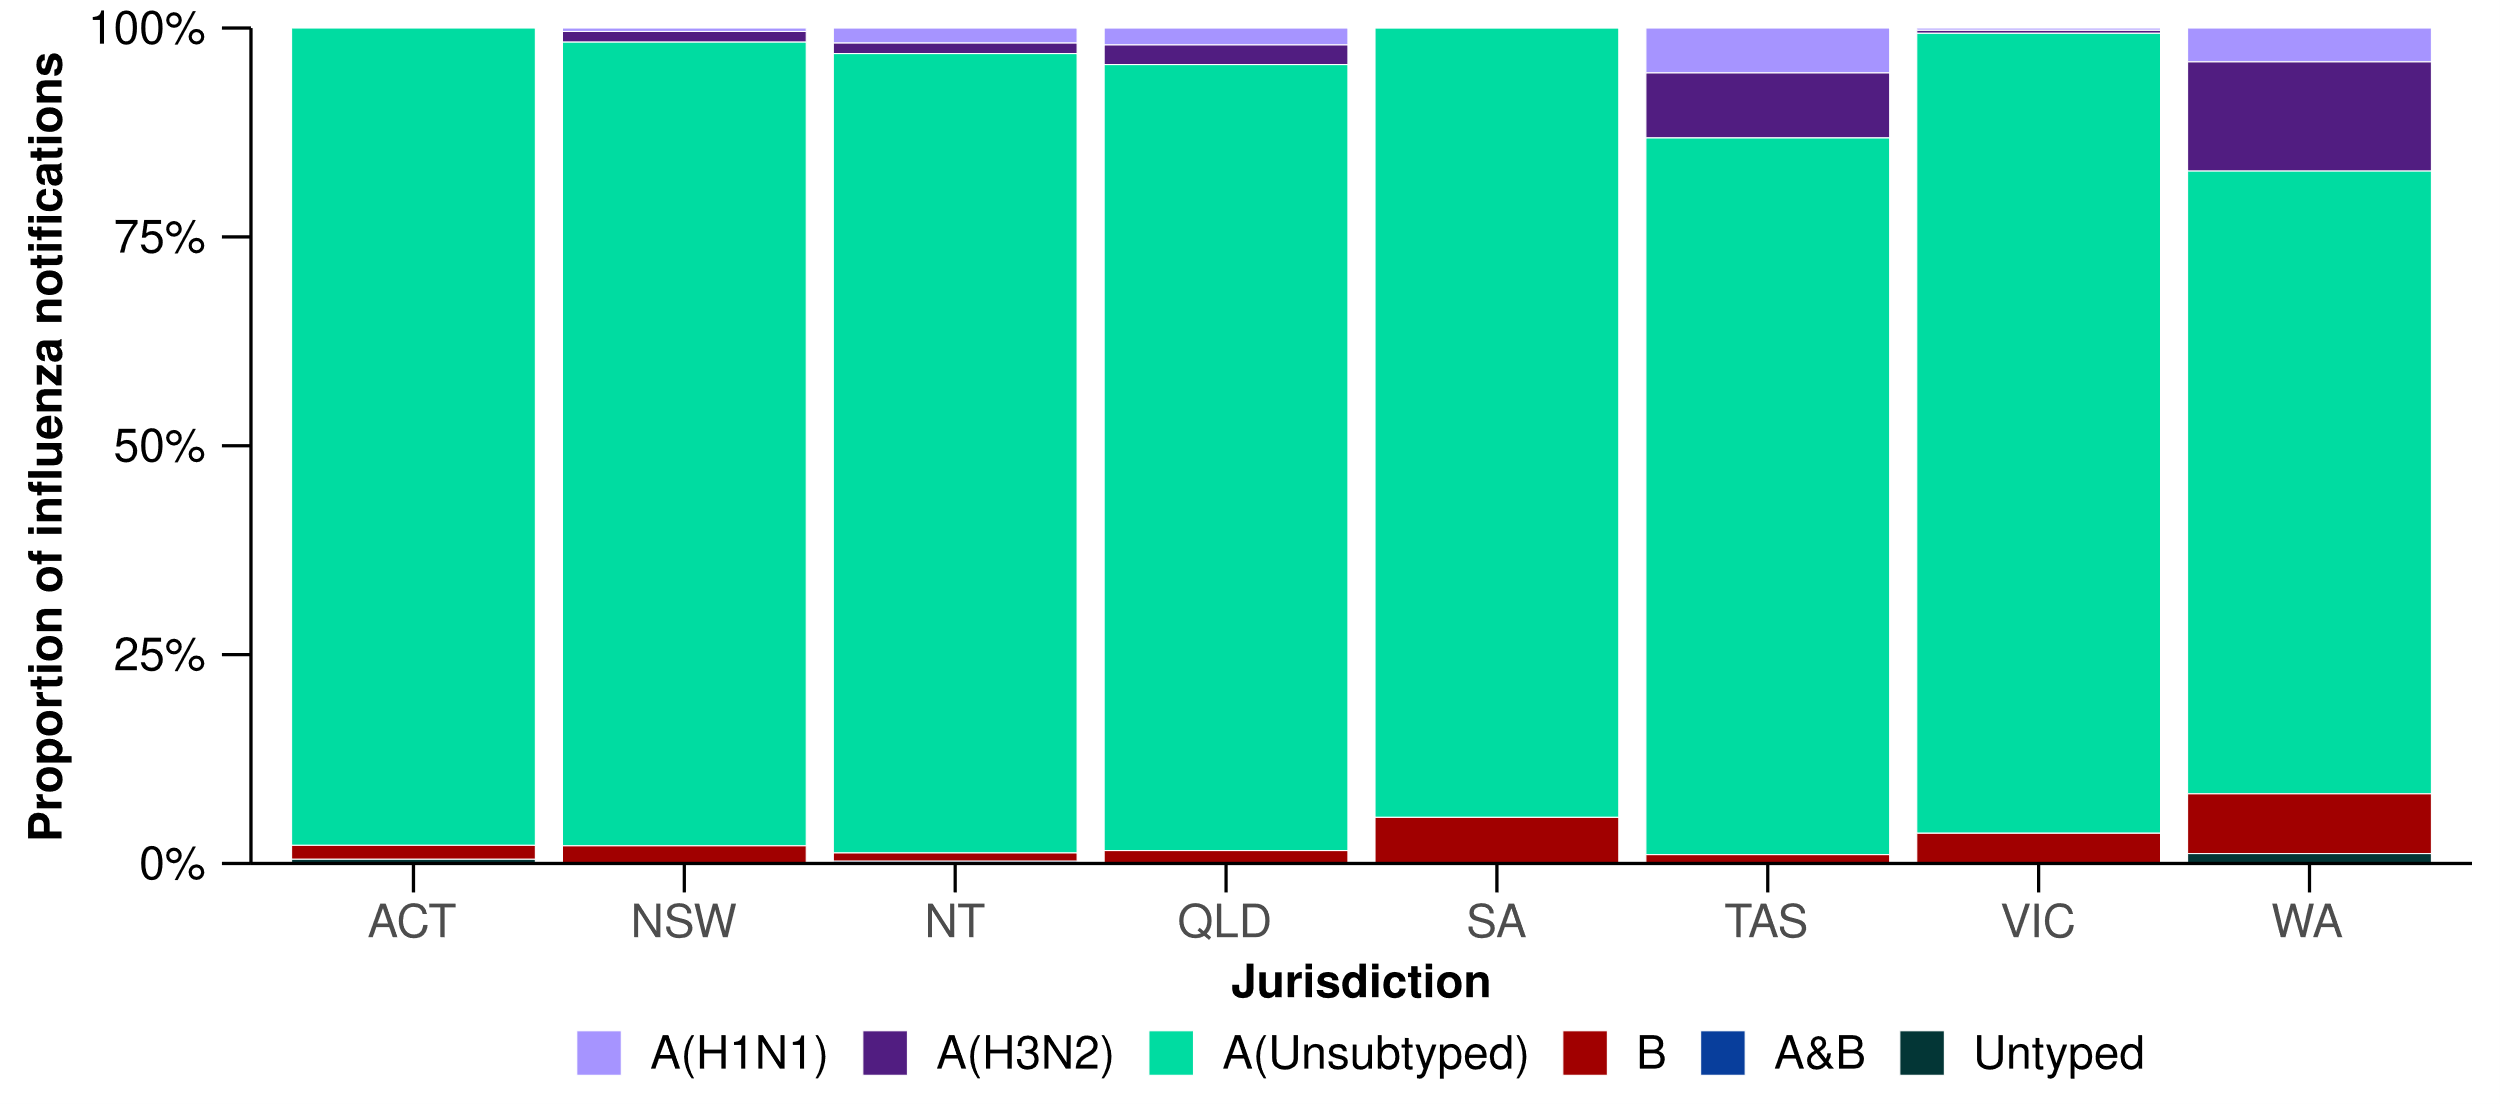 Proportion of influenza notifications
100%
75%
50%
25%
0%
ACT NSW NT QLD SA TAS VIC WA
Jurisdiction
A(H1N1) A(H3N2) A(Unsubtyped) B A&B Untyped